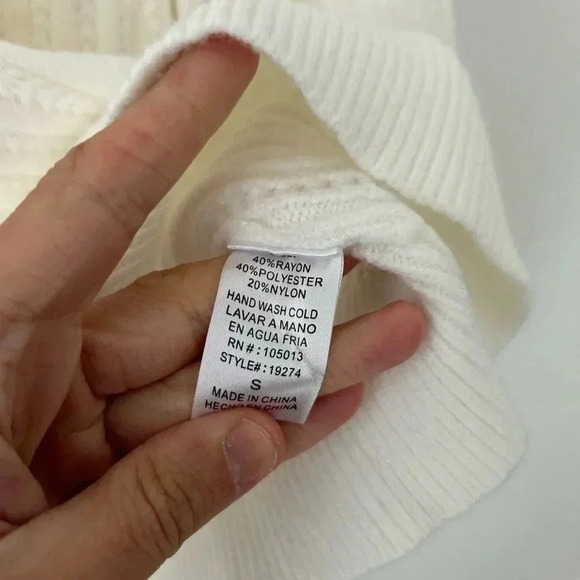 40%RAYON
40%POLYESTER
20%NYLON
HAND WASH COLD
LAVAR A MANO
EN AGUA FRIA
RN#:105013
STYLE#:19274
S
MADE IN CHINA
HECHO EN CHINA